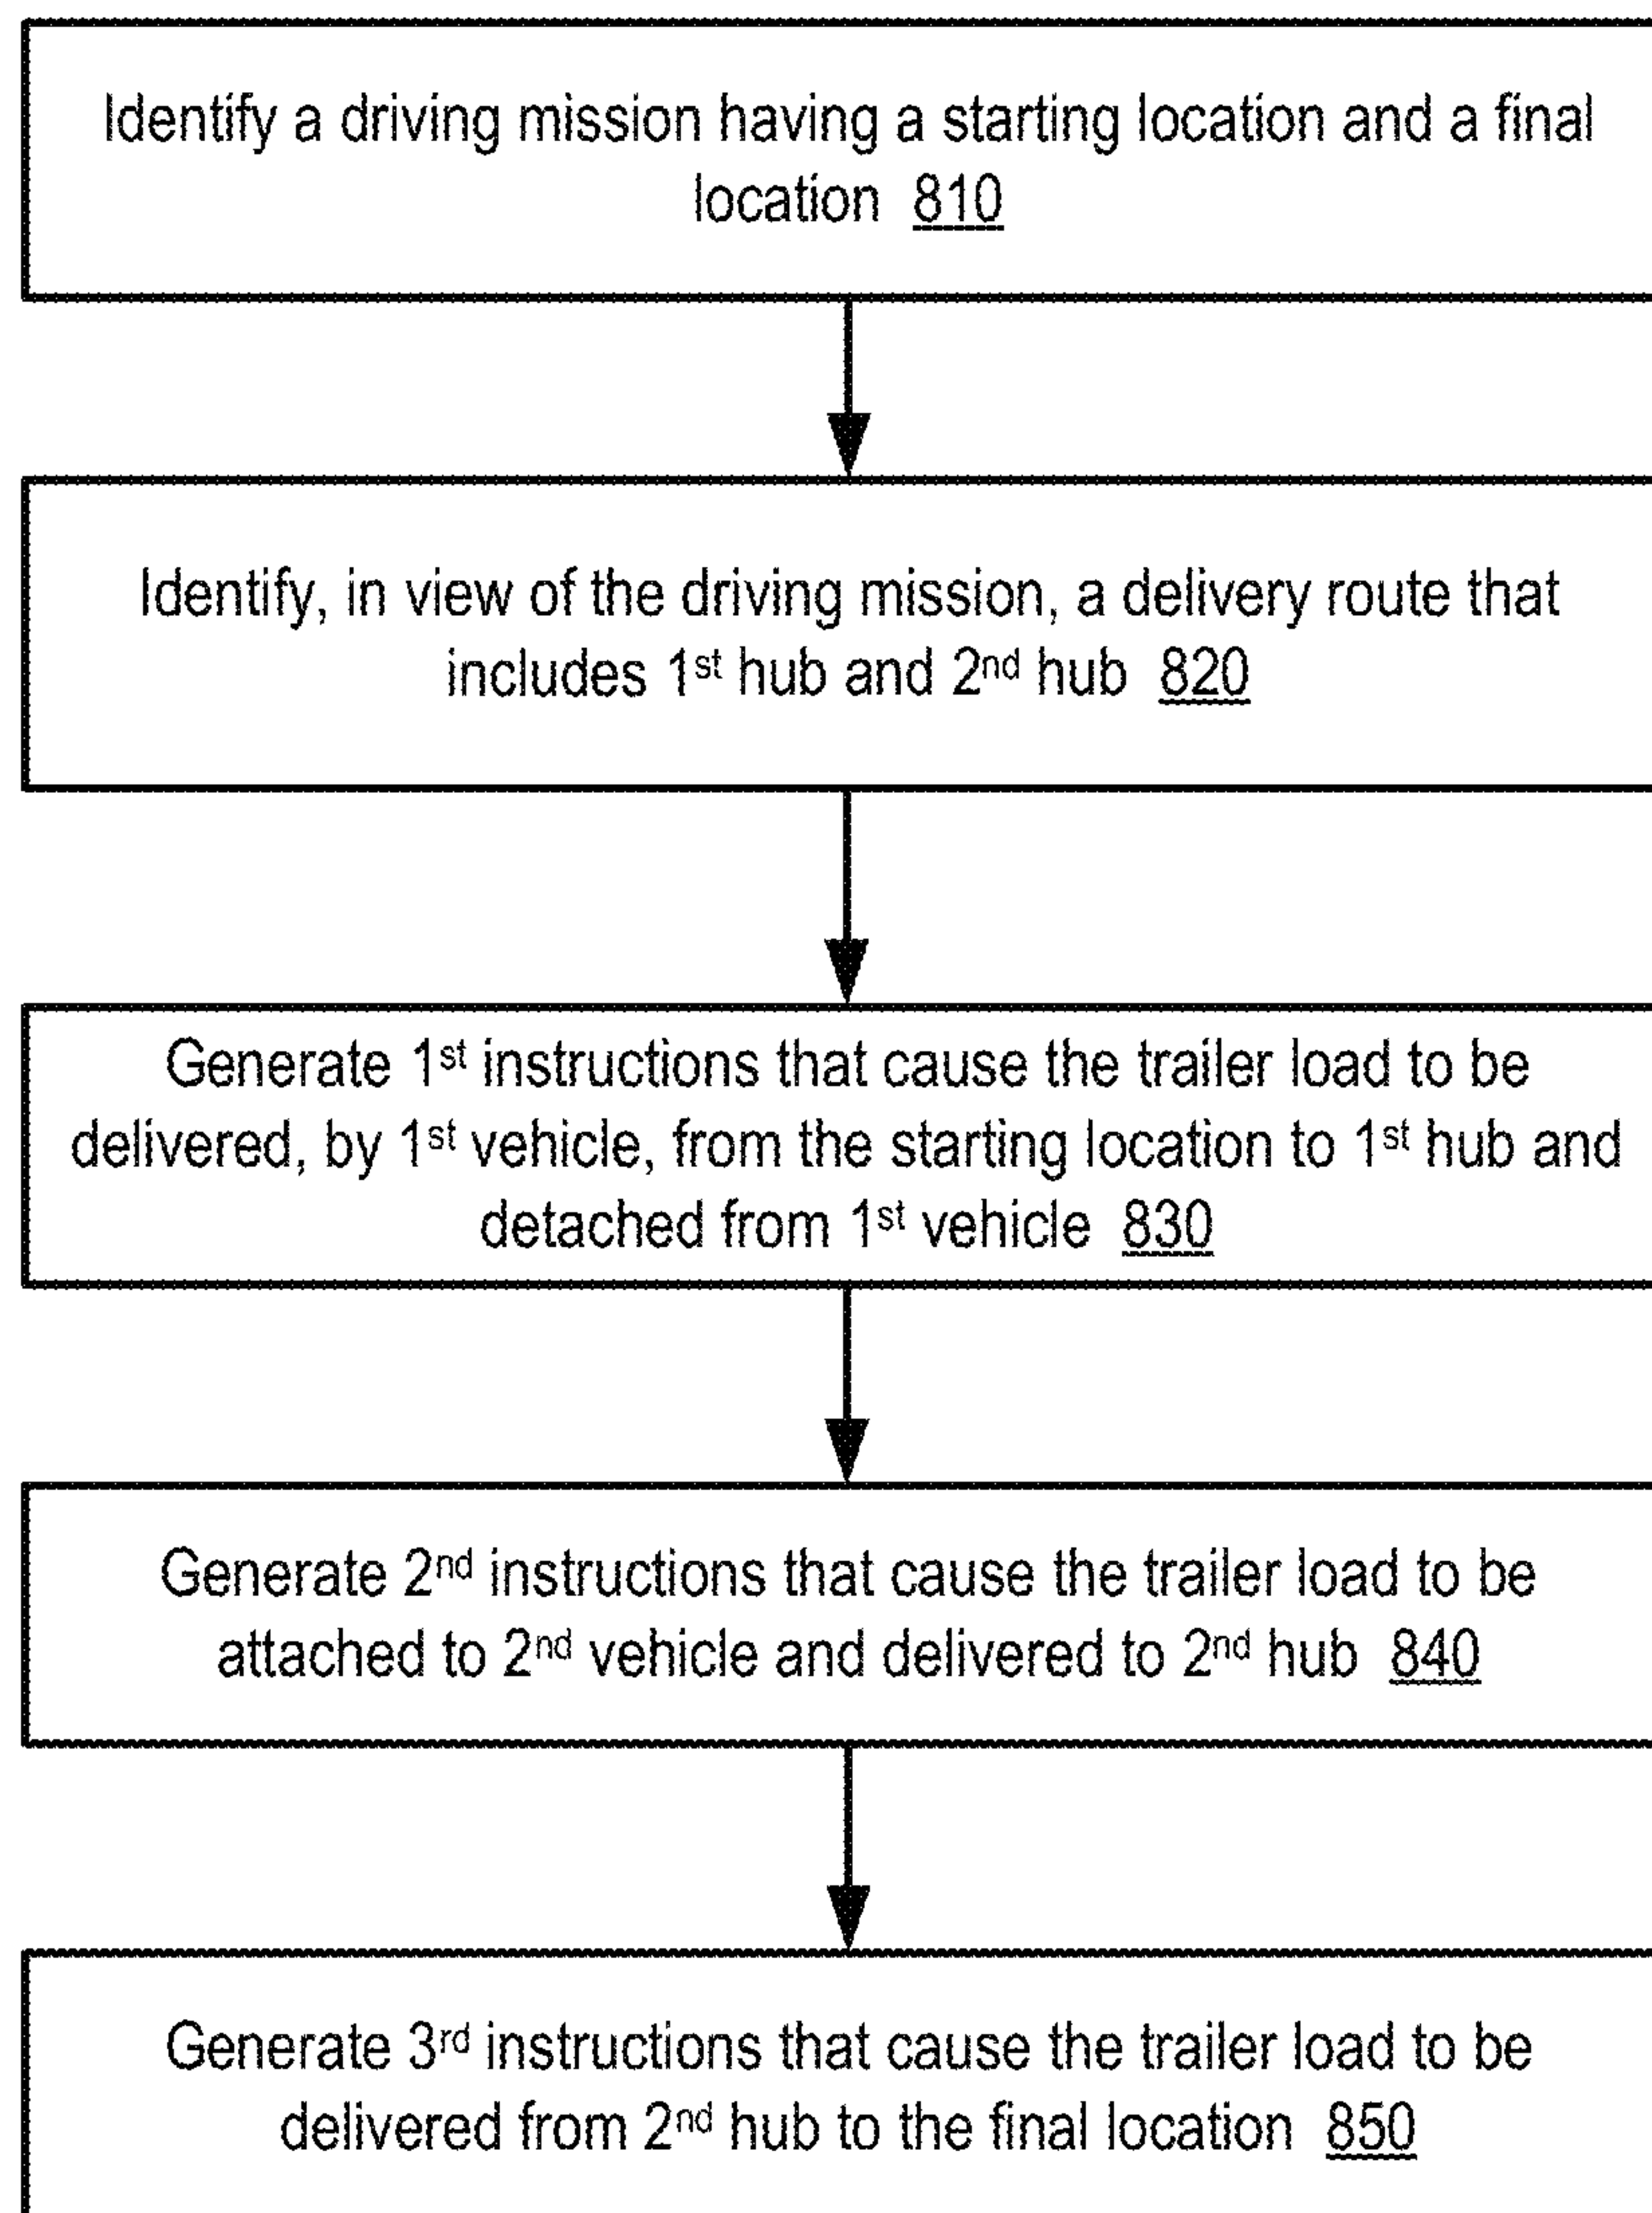 Identify a driving mission having a starting location and a final
location 810
Identify, in view of the driving mission, a delivery route that
includes 1st hub and 2nd hub 820
Generate 1st instructions that cause the trailer load to be
delivered, by 1st vehicle, from the starting location to 1st hub and
detached from 1st vehicle 830
Generate 2nd instructions that cause the trailer load to be
attached to 2nd vehicle and delivered to 2nd hub 840
Generate 3rd instructions that cause the trailer load to be
delivered from 2nd hub to the final location 850